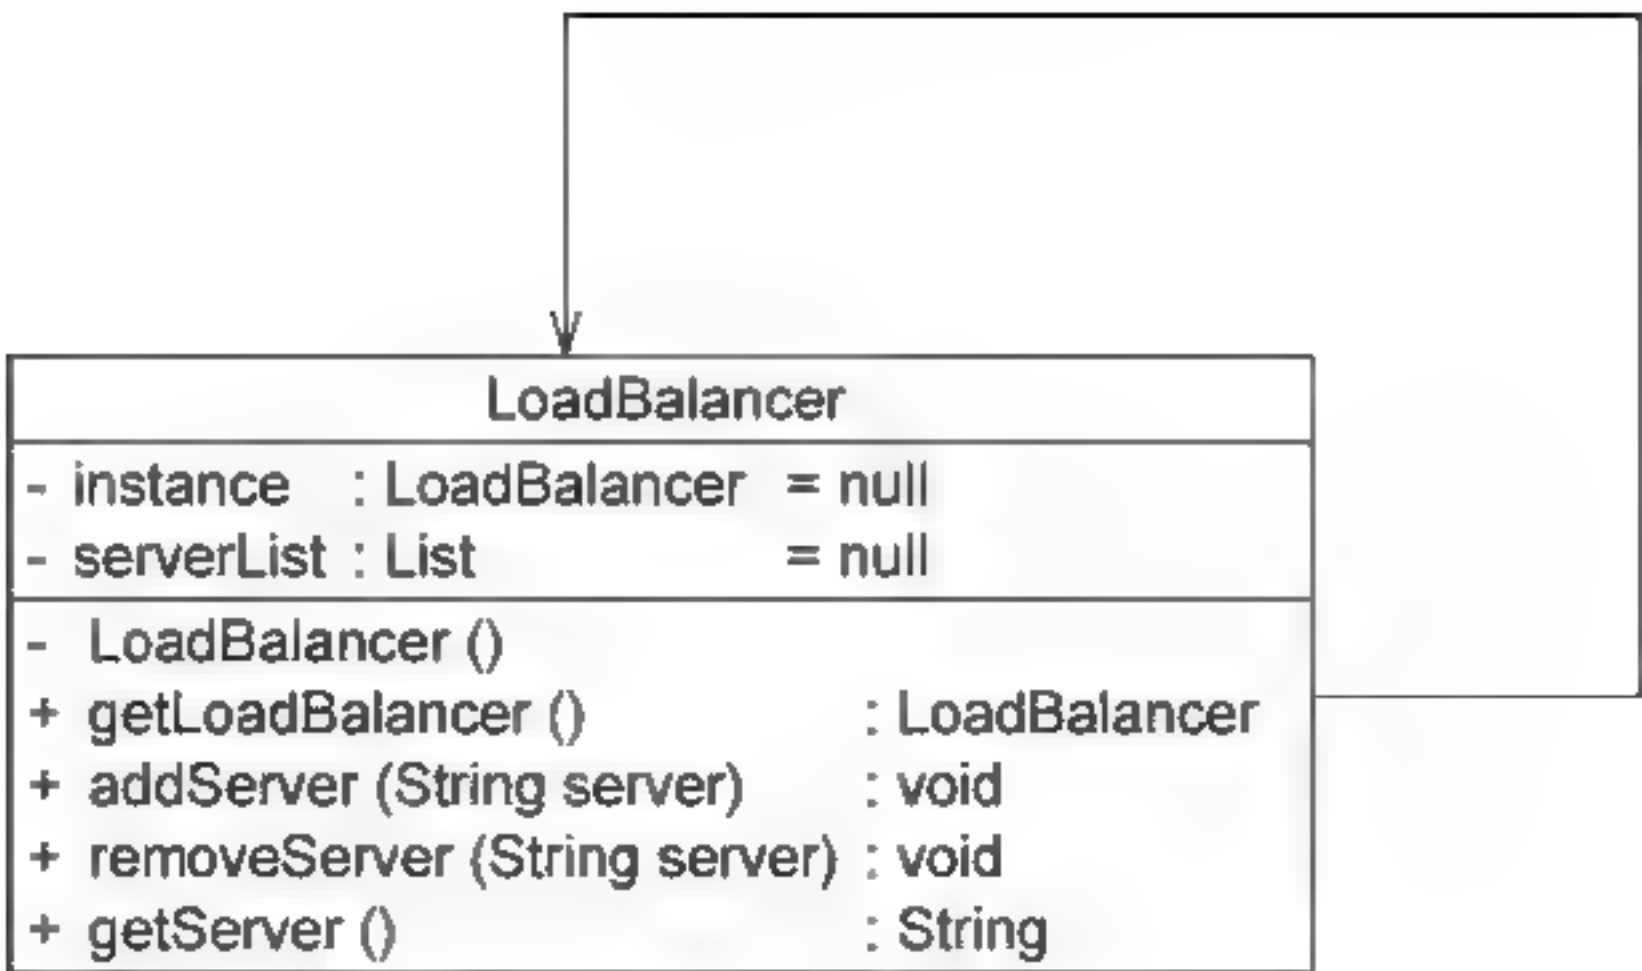 LoadBalancer
- instance : LoadBalancer = null
- serverList : List = null
- LoadBalancer ()
+ getLoadBalancer () : LoadBalancer
+ addServer (String server) : void
+ removeServer (String server) : void
+ getServer () : String